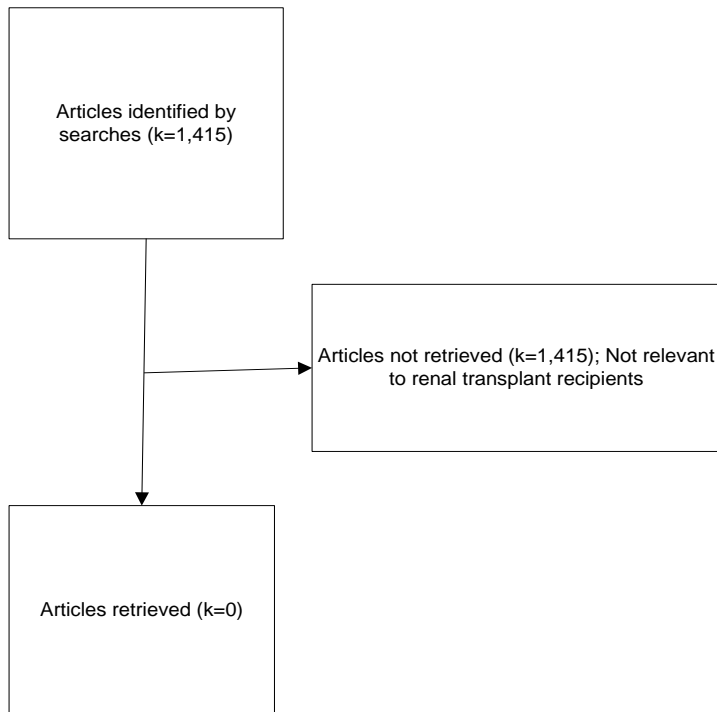 Articles identified by
searches (k=1,415)
Articles not retrieved (k=1,415); Not relevant
to renal transplant recipients
Articles retrieved (k=0)